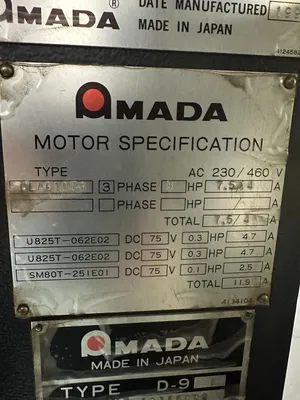 AMADA ®
DATE MANUFACTURED 19
MADE IN JAPAN
AMADA
MOTOR SPECIFICATION
TYPE AC 230/460 V
3 PHASE HP
PHASE HP
TOTAL
U825T-062E02 DC 75 V 0.3 HP 4.7
U825T-062E02 DC 75 V 0.3 HP 4.7
SM80T-251E01 DC 75 V 0.1 HP 2.5
TOTAL 11.9
AMADA
MADE IN JAPAN
TYPE D-9